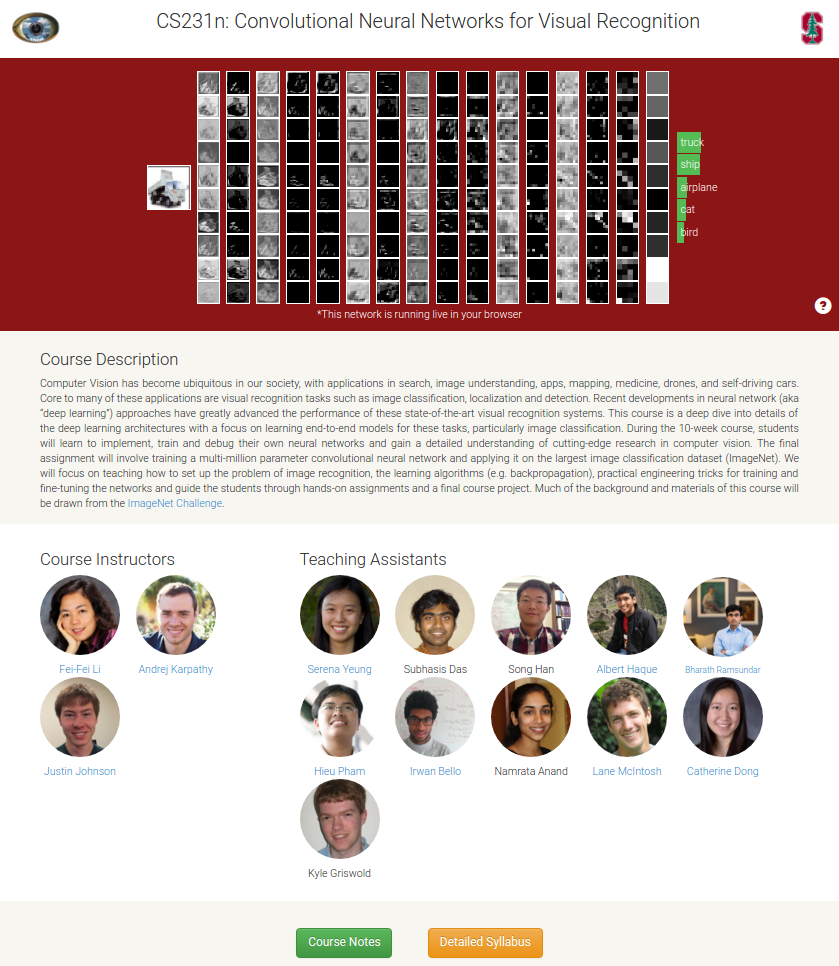 CS231n: Convolutional Neural Networks for Visual Recognition
S
truck
ship
airplane
cat
bird
?
*This network is running live in your browser
Course Description
Computer Vision has become ubiquitous in our society, with applications in search, image understanding, apps, mapping, medicine, drones, and self-driving cars.
Core to many of these applications are visual recognition tasks such as image classification, localization and detection. Recent developments in neural network (aka
“deep learning”) approaches have greatly advanced the performance of these state-of-the-art visual recognition systems. This course is a deep dive into details of
the deep learning architectures with a focus on learning end-to-end models for these tasks, particularly image classification. During the 10-week course, students
will learn to implement, train and debug their own neural networks and gain a detailed understanding of cutting-edge research in computer vision. The final
assignment will involve training a multi-million parameter convolutional neural network and applying it on the largest image classification dataset (ImageNet). We
will focus on teaching how to set up the problem of image recognition, the learning algorithms (e.g. backpropagation), practical engineering tricks for training and
fine-tuning the networks and guide the students through hands-on assignments and a final course project. Much of the background and materials of this course will
be drawn from the ImageNet Challenge.
Course Instructors
Fei-Fei Li
Andrej Karpathy
Justin Johnson
Teaching Assistants
Serena Yeung
Subhasis Das
Song Han
Albert Haque
Bharath Ramsundar
Hieu Pham
Irwan Bello
Namrata Anand
Lane McIntosh
Catherine Dong
Kyle Griswold
Course Notes
Detailed Syllabus